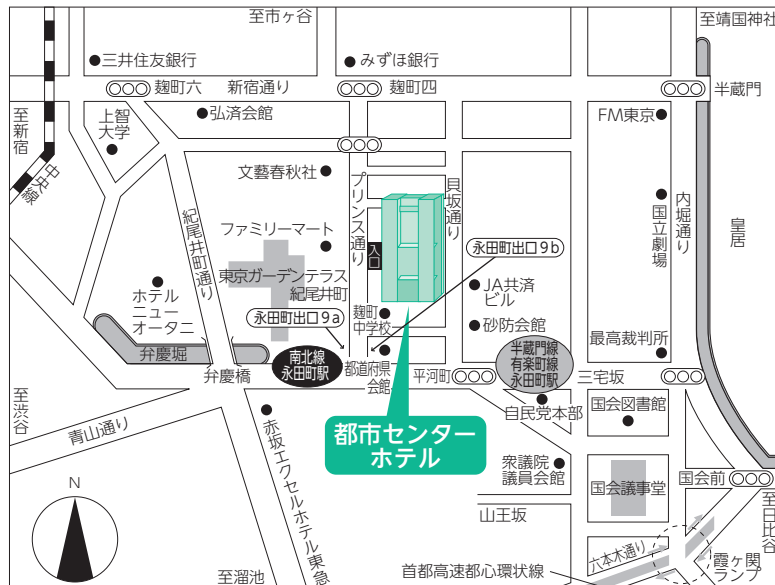 至市ヶ谷
至靖国神社
三井住友銀行
みずほ銀行
麹町六
新宿通り
麹町四
半蔵門
至新宿
上智
大学
弘済会館
FM東京
中央線
文藝春秋社
プリンス通り
貝坂通り
内堀通り
国立劇場
皇居
紀尾井町通り
ファミリーマート
入口
永田町出口9b
東京ガーデンテラス
紀尾井町
ホテル
ニュー
オータニ
JA共済
ビル
永田町出口9a
麹町
中学校
砂防会館
最高裁判所
弁慶堀
弁慶橋
南北線
永田町駅
都道府県
会館
平河町
半蔵門線
有楽町線
永田町駅
三宅坂
至渋谷
青山通り
赤坂エクセルホテル東急
都市センター
ホテル
自民党本部
国会図書館
衆議院
議員会館
国会議事堂
国会前
N
山王坂
至日比谷
六本木通り
霞ヶ関
ランプ
至溜池
首都高速都心環状線